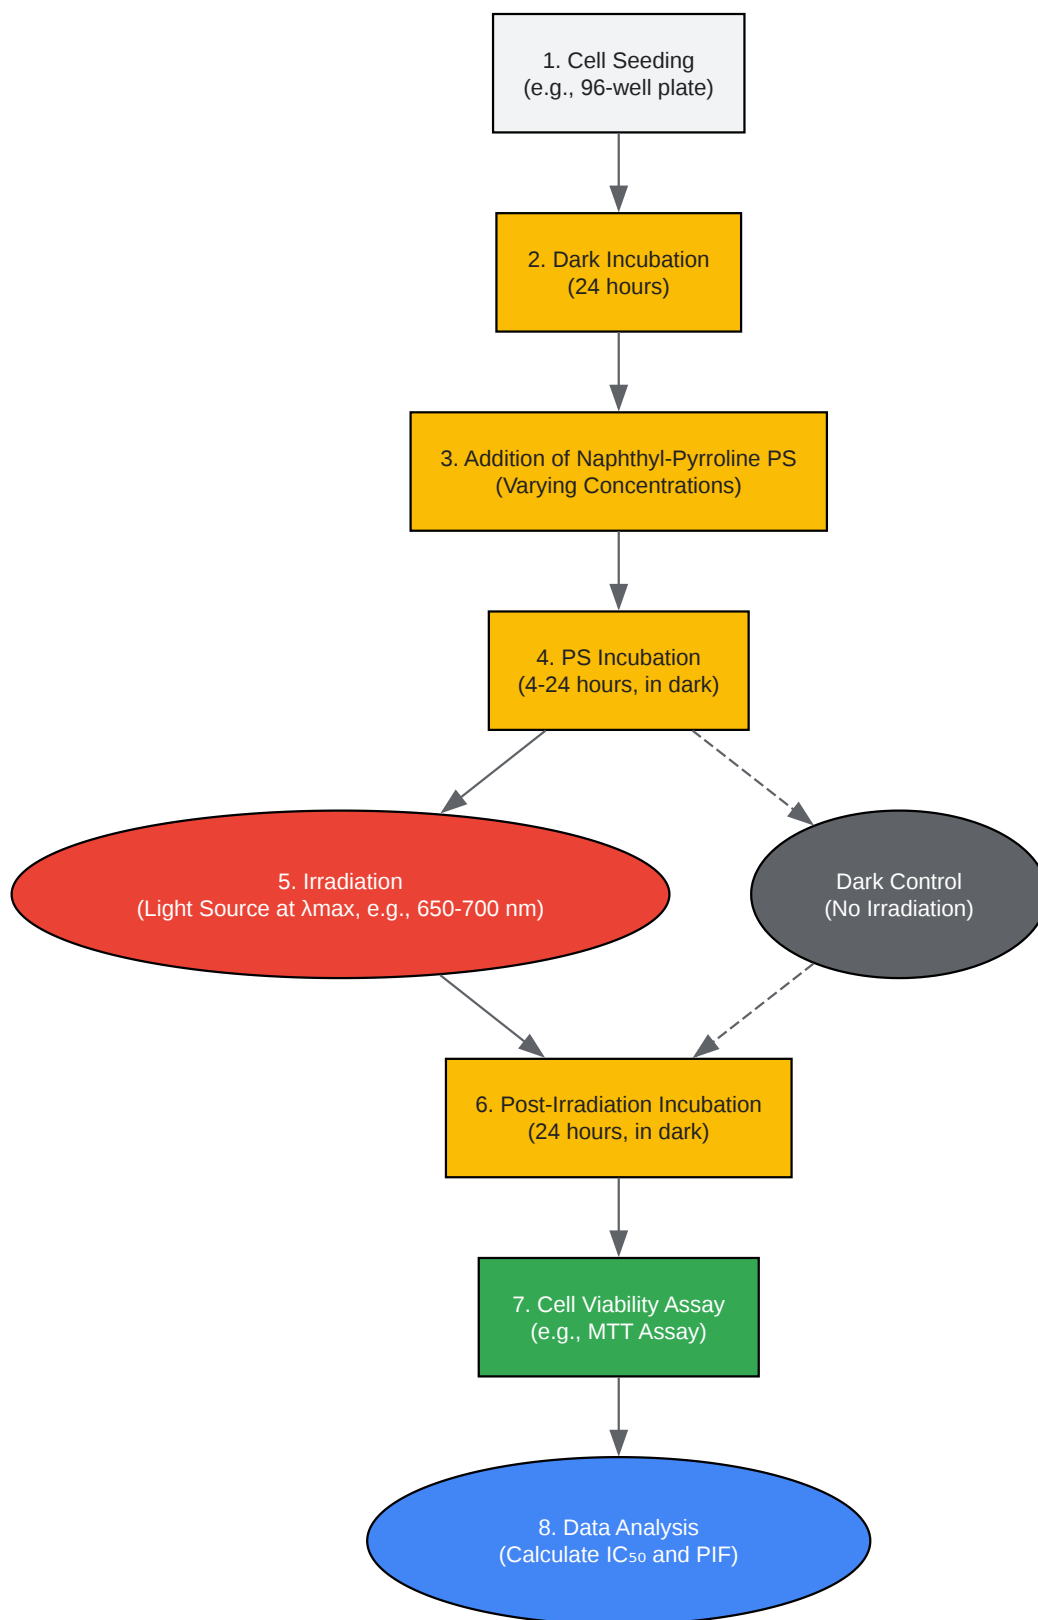 1. Cell Seeding
(e.g., 96-well plate)
2. Dark Incubation
(24 hours)
3. Addition of Naphthyl-Pyrroline PS
(Varying Concentrations)
4. PS Incubation
(4-24 hours, in dark)
5. Irradiation
(Light Source at λmax, e.g., 650-700 nm)
Dark Control
(No Irradiation)
6. Post-Irradiation Incubation
(24 hours, in dark)
7. Cell Viability Assay
(e.g., MTT Assay)
8. Data Analysis
(Calculate IC₅₀ and PIF)